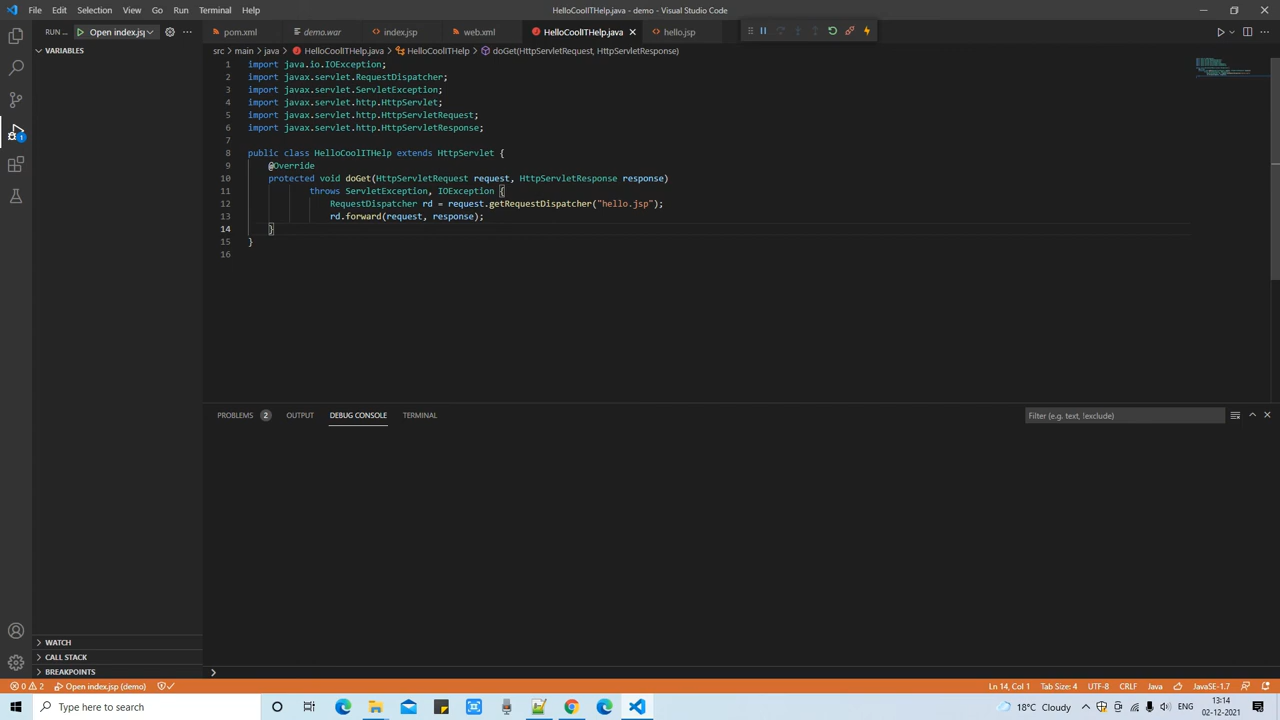 File Edit Selection View Go Run Terminal Help HelloCoolITHelp.java - demo - Visual Studio Code
RUN ... Open index.jsp ... pom.xml demo.war index.jsp web.xml HelloCoolITHelp.java hello.jsp
VARIABLES src > main > java > HelloCoolITHelp.java > HelloCoolITHelp > doGet(HttpServletRequest, HttpServletResponse)
1 import java.io.IOException;
2 import javax.servlet.RequestDispatcher;
3 import javax.servlet.ServletException;
4 import javax.servlet.http.HttpServlet;
5 import javax.servlet.http.HttpServletRequest;
6 import javax.servlet.http.HttpServletResponse;
7
8 public class HelloCoolITHelp extends HttpServlet {
9 @Override
10 protected void doGet(HttpServletRequest request, HttpServletResponse response)
11 throws ServletException, IOException {
12 RequestDispatcher rd = request.getRequestDispatcher("hello.jsp");
13 rd.forward(request, response);
14 }
15 }
16
PROBLEMS 2 OUTPUT DEBUG CONSOLE TERMINAL Filter (e.g. text, !exclude)
WATCH
CALL STACK
BREAKPOINTS
0 2 Open index.jsp (demo) Ln 14, Col 1 Tab Size: 4 UTF-8 CRLF Java JavaSE-1.7
Type here to search 18°C Cloudy ENG 13:14
02-12-2021